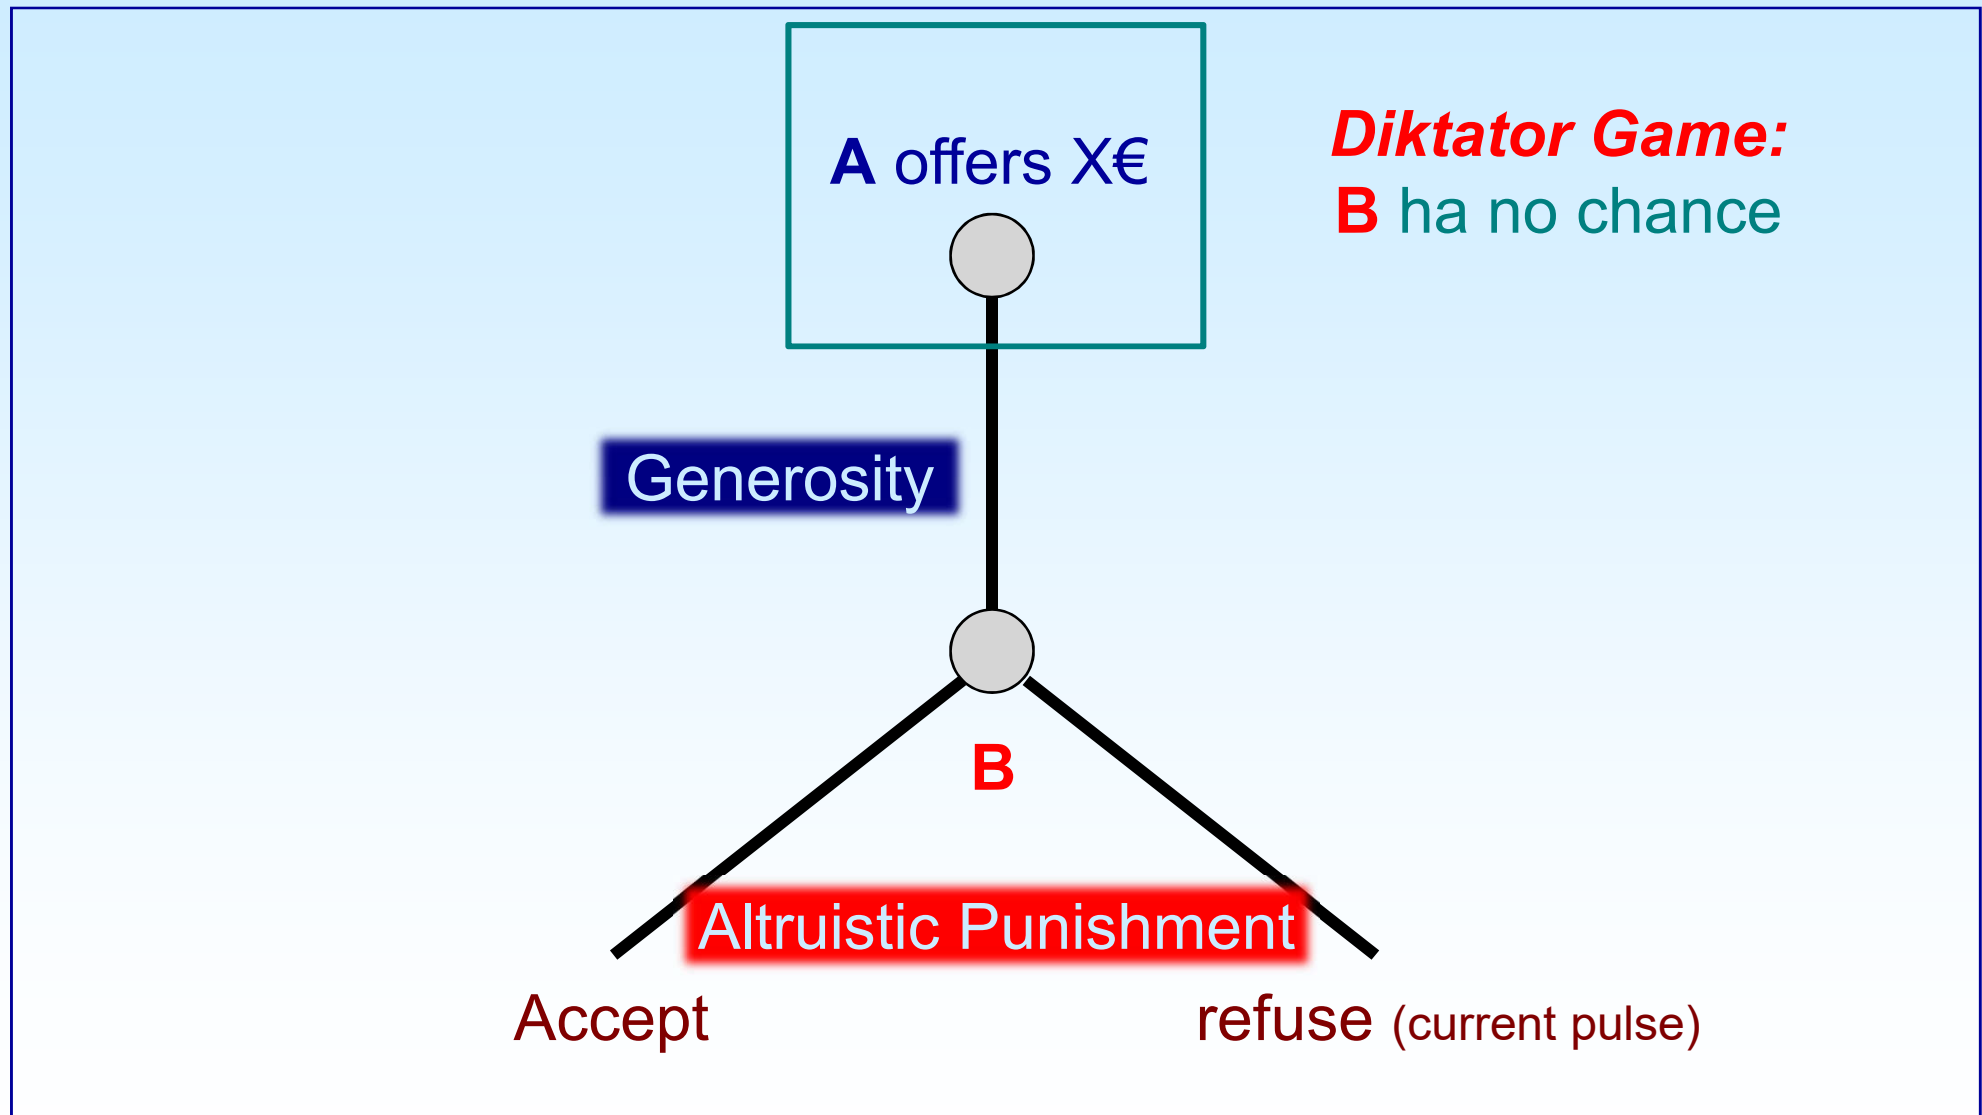 A offers X€
Diktator Game:
B ha no chance
Generosity
B
Altruistic Punishment
Accept
refuse (current pulse)